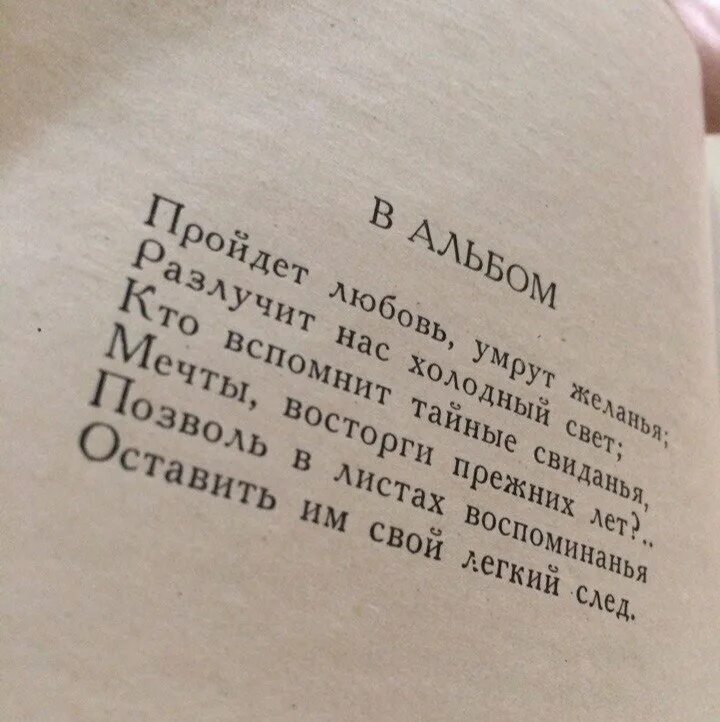 В АЛЬБОМ
Пройдет любовь, умрут желанья;
Разлучит нас холодный свет;
Кто вспомнит тайные свиданья,
Мечты, восторги прежних лет?..
Позволь в листах воспоминанья
Оставить им свой легкий след.